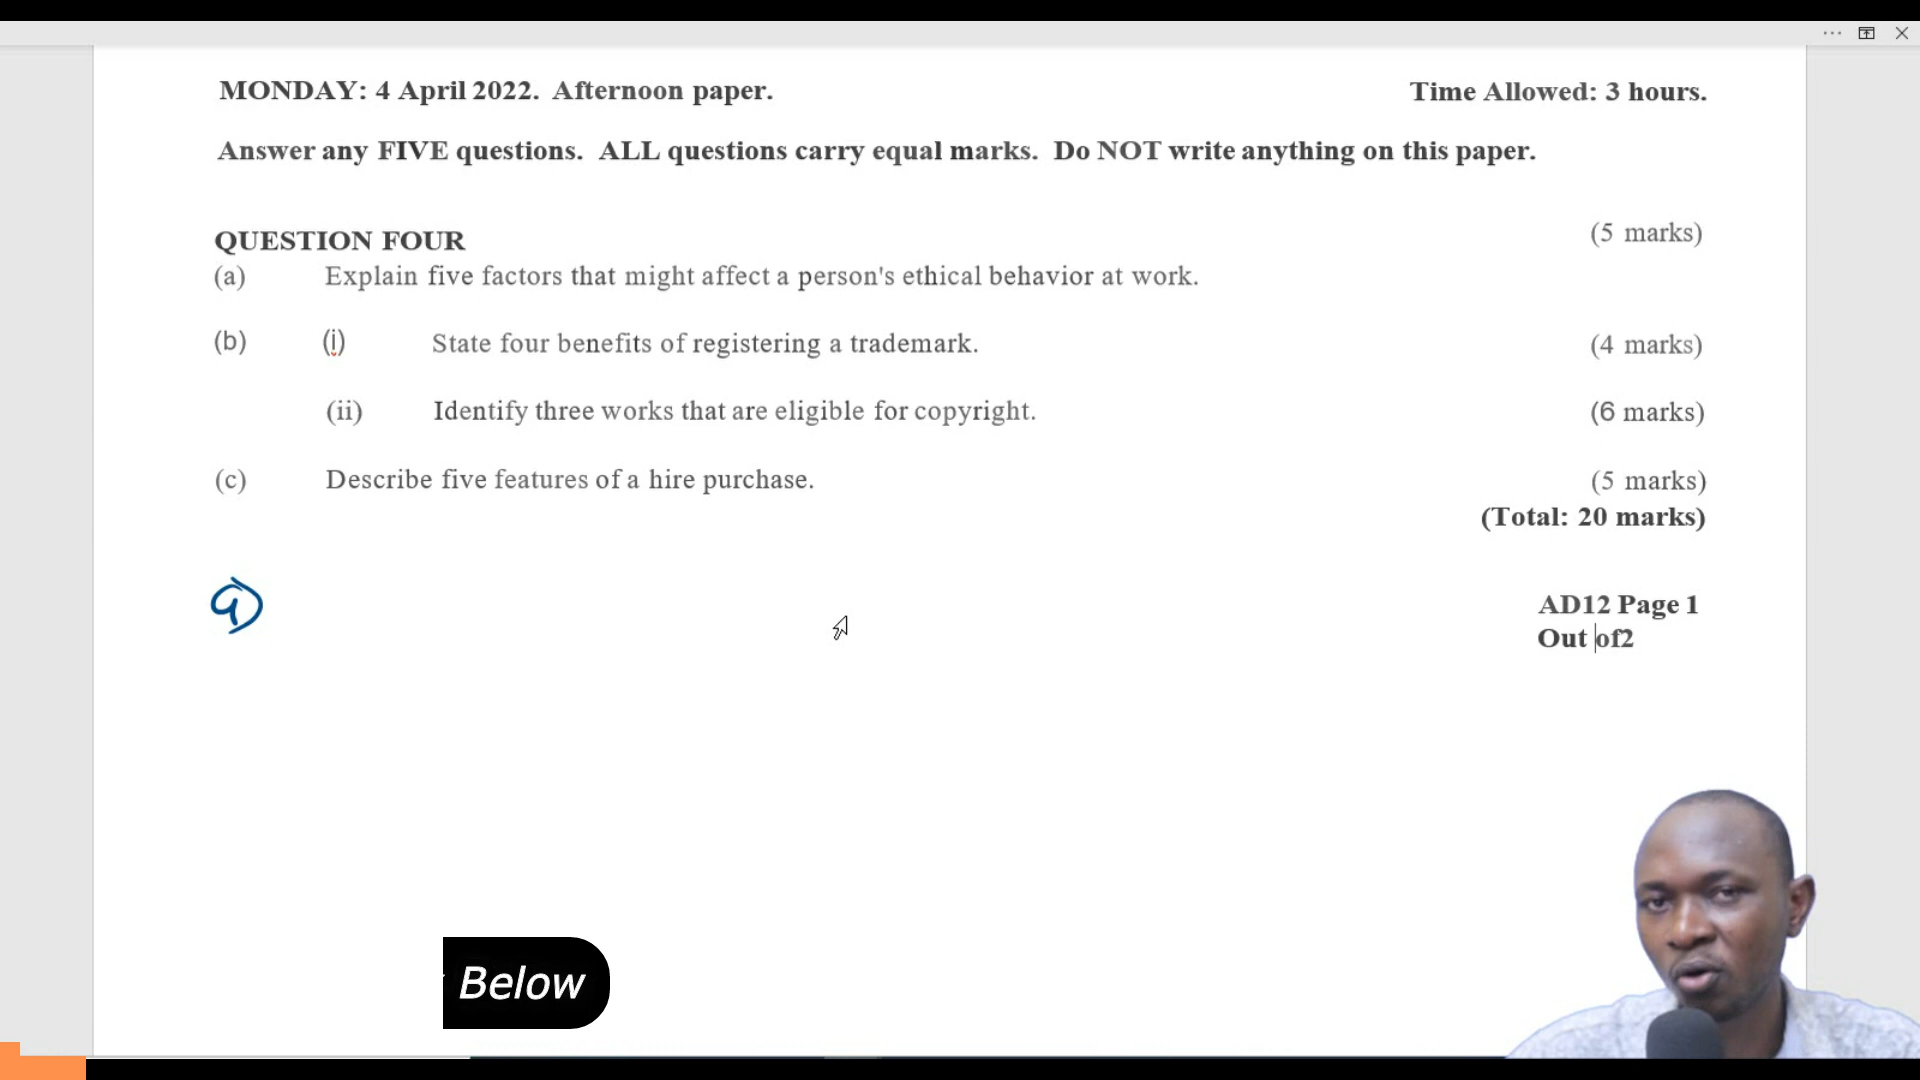 MONDAY: 4 April 2022. Afternoon paper. Time Allowed: 3 hours.
Answer any FIVE questions. ALL questions carry equal marks. Do NOT write anything on this paper.
QUESTION FOUR (5 marks)
(a) Explain five factors that might affect a person's ethical behavior at work.
(b) (i) State four benefits of registering a trademark. (4 marks)
(ii) Identify three works that are eligible for copyright. (6 marks)
(c) Describe five features of a hire purchase. (5 marks)
(Total: 20 marks)
AD12 Page 1
Out of2
Below